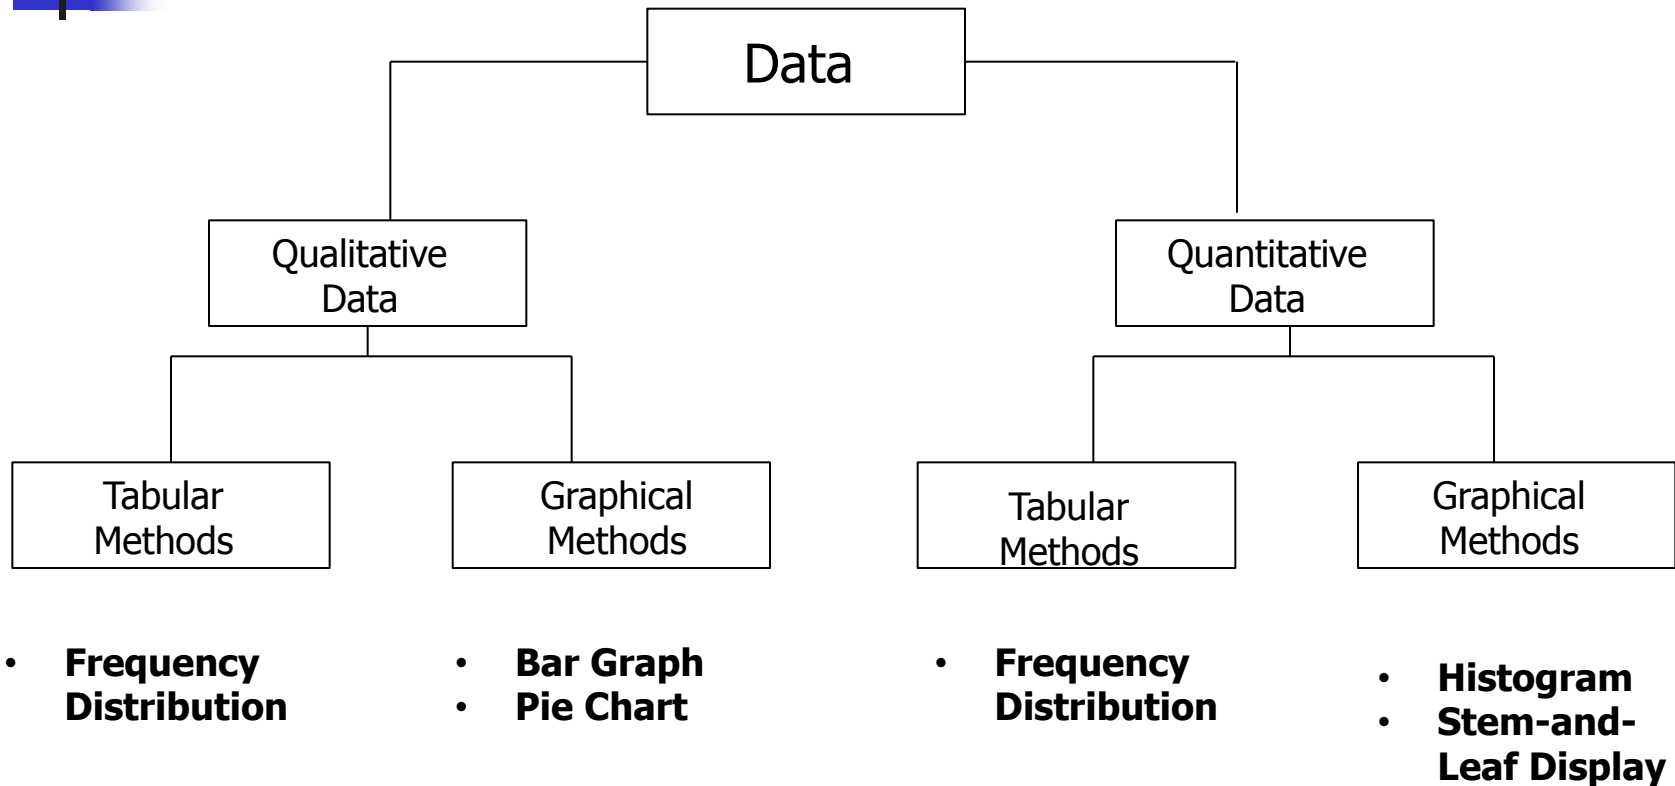 Data
Qualitative
Data
Quantitative
Data
Tabular
Methods
Graphical
Methods
Tabular
Methods
Graphical
Methods
• Frequency
Distribution
• Bar Graph
• Pie Chart
• Frequency
Distribution
• Histogram
• Stem-and-
Leaf Display